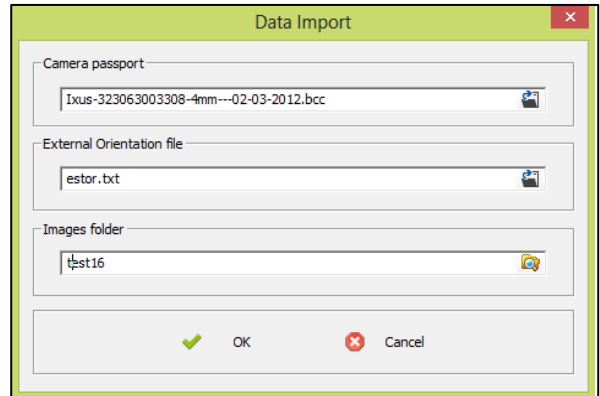 Data Import
Camera passport
Ixus-323063003308-4mm---02-03-2012.bcc
External Orientation file
estor.txt
Images folder
test16
OK Cancel